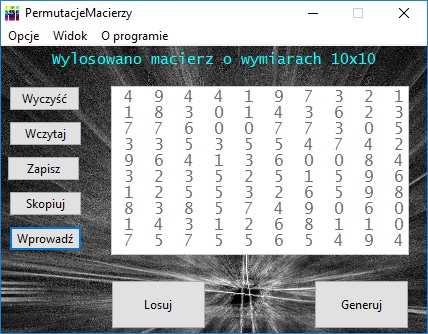 PermutacjeMacierzy
Opcje Widok O programie
Wylosowano macierz o wymiarach 10x10
Wyczyść
Wczytaj
Zapisz
Skopiuj
Wprowadź
4 9 4 4 1 9 7 3 2 1
1 8 3 0 1 4 3 6 2 3
7 7 6 0 0 7 7 3 0 5
3 3 5 3 5 5 4 7 4 2
9 6 4 1 3 6 0 0 8 4
3 2 3 5 2 5 1 5 9 6
1 2 5 5 3 2 6 5 9 8
8 3 8 5 7 4 9 0 6 0
1 4 3 1 2 6 8 1 1 0
7 5 7 5 5 6 5 4 9 4
Losuj
Generuj